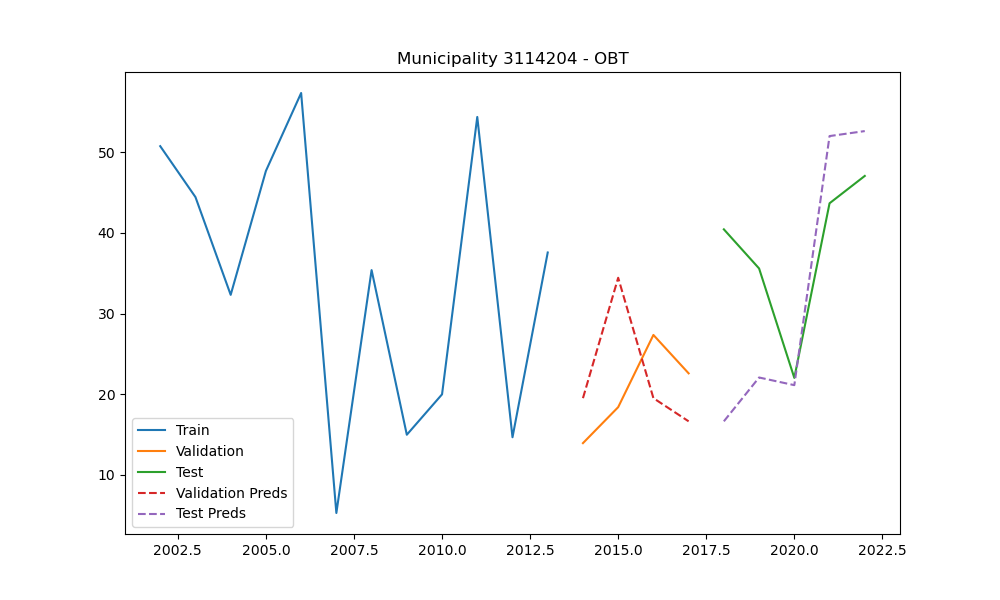 Municipality 3114204 - OBT
50
40
30
20
10
Train
Validation
Test
Validation Preds
Test Preds
2002.5 2005.0 2007.5 2010.0 2012.5 2015.0 2017.5 2020.0 2022.5